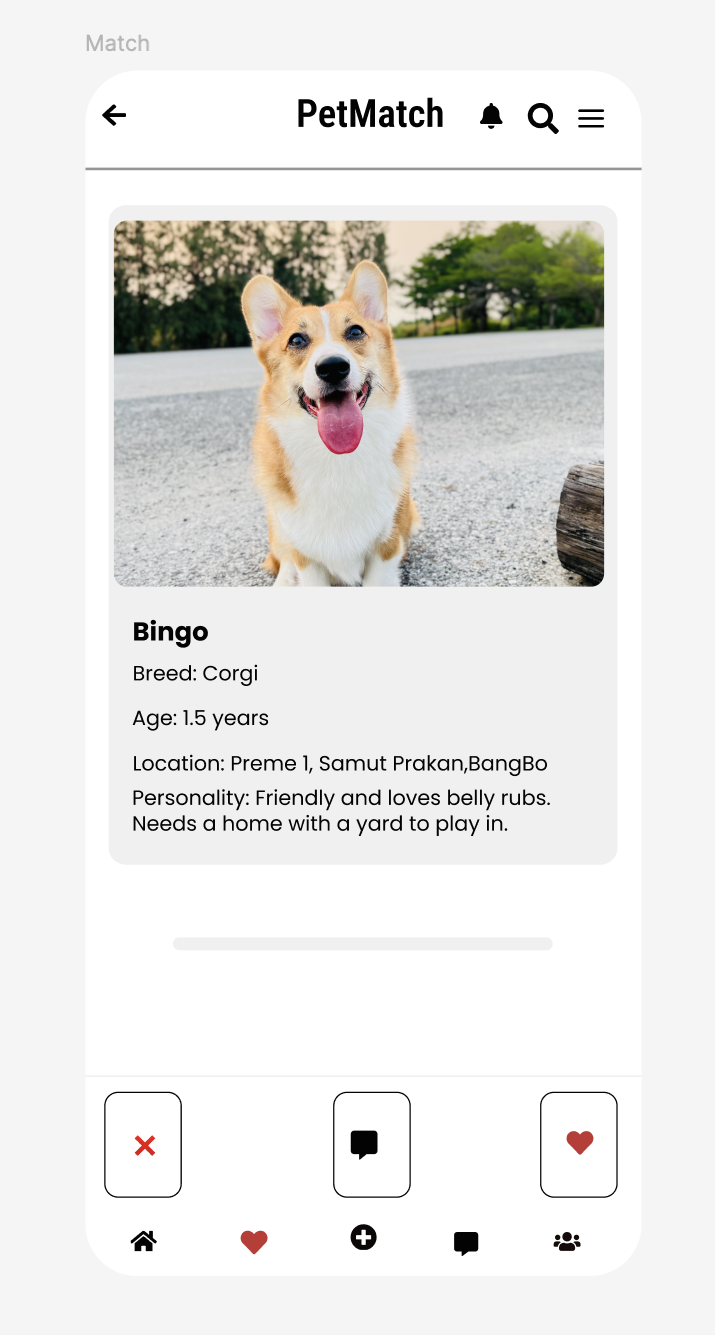 Match
PetMatch
Bingo
Breed: Corgi
Age: 1.5 years
Location: Preme 1, Samut Prakan,BangBo
Personality: Friendly and loves belly rubs.
Needs a home with a yard to play in.